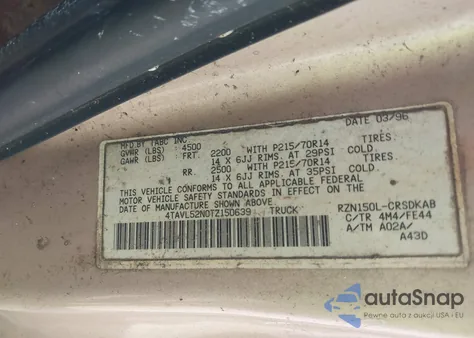 MFD BY TABC INC. DATE 03/96
GVWR (LBS) 4500
GAWR (LBS) FRT 2200 WITH P215/70R14 TIRES.
14 X 6JJ RIMS. AT 29PSI COLD.
RR 2500 WITH P215/70R14 TIRES.
14 X 6JJ RIMS. AT 35PSI COLD.
THIS VEHICLE CONFORMS TO ALL APPLICABLE FEDERAL
MOTOR VEHICLE SAFETY STANDARDS IN EFFECT ON THE
DATE OF MANUFACTURE SHOWN ABOVE.
4TAVL52N0TZ150639 TRUCK
RZN150L-CRSDKAB
C/TR 4M4/FE44
A/TM A02A/
A43D
autoSnap
Pewne auto z aukcji USA i EU